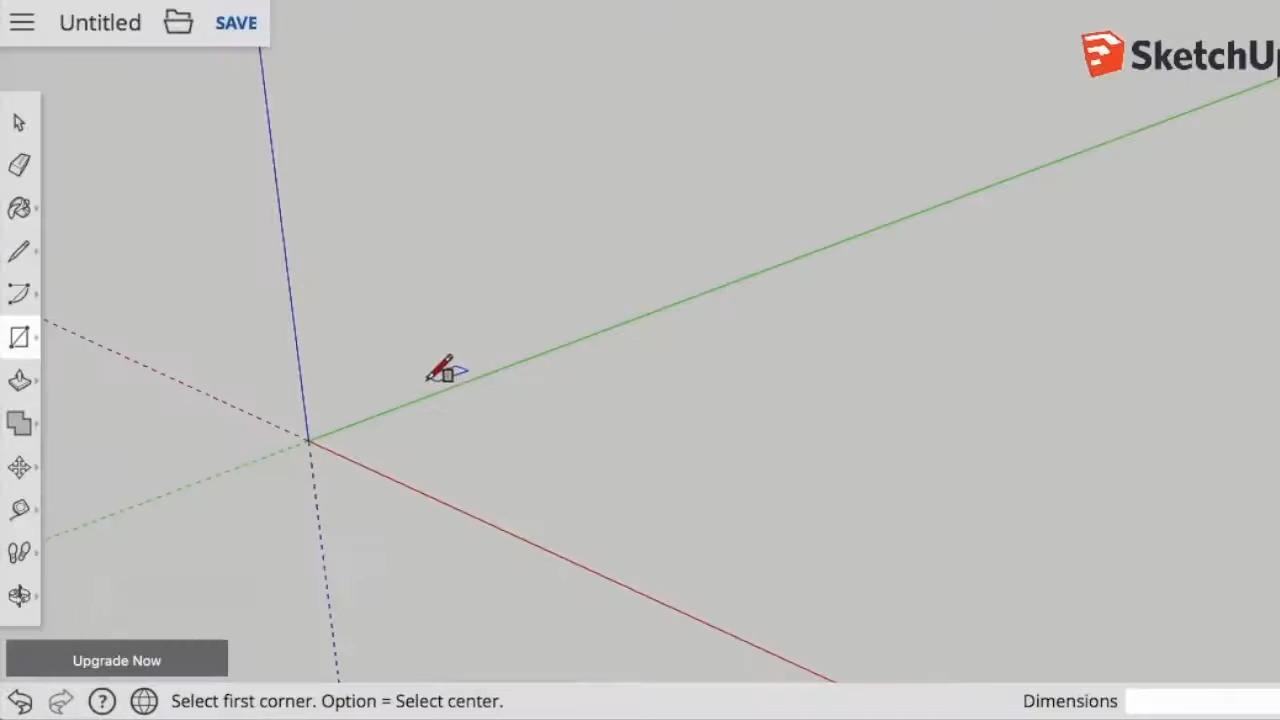 Untitled
SAVE
SketchUp
Upgrade Now
?
Select first corner. Option = Select center.
Dimensions